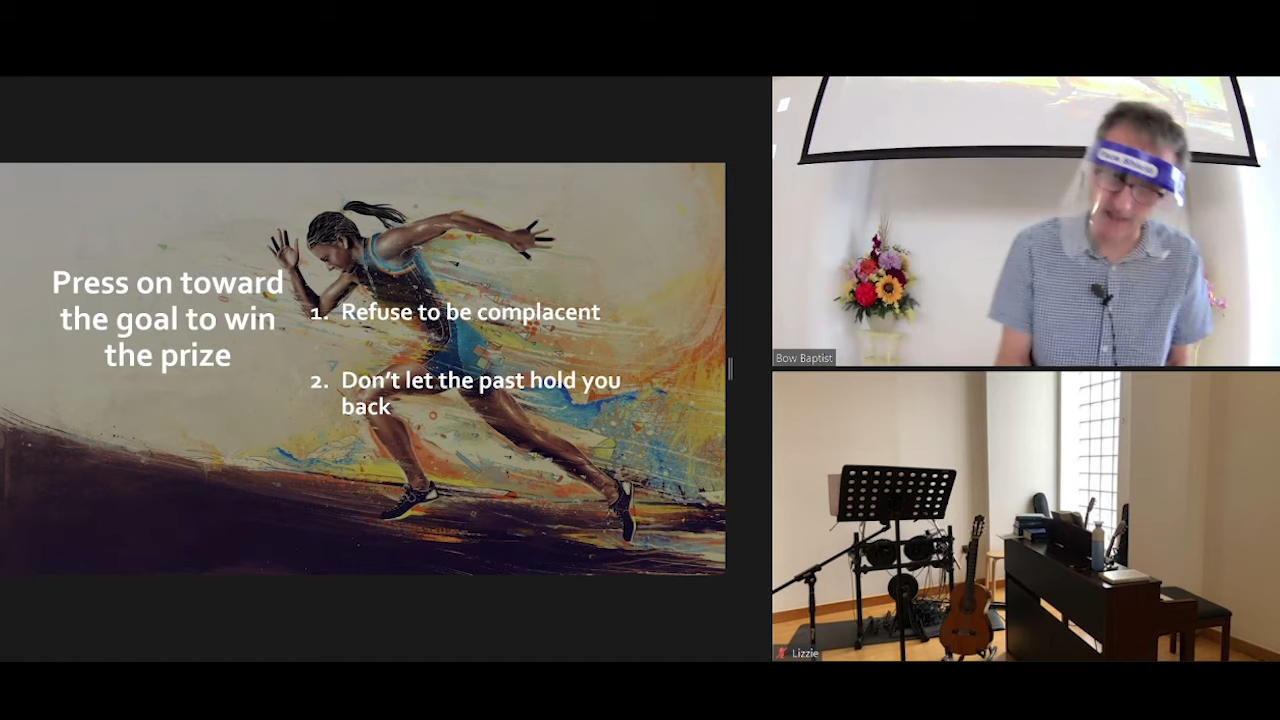 Press on toward
the goal to win
the prize
1. Refuse to be complacent
2. Don't let the past hold you
back
Bow Baptist
Lizzie